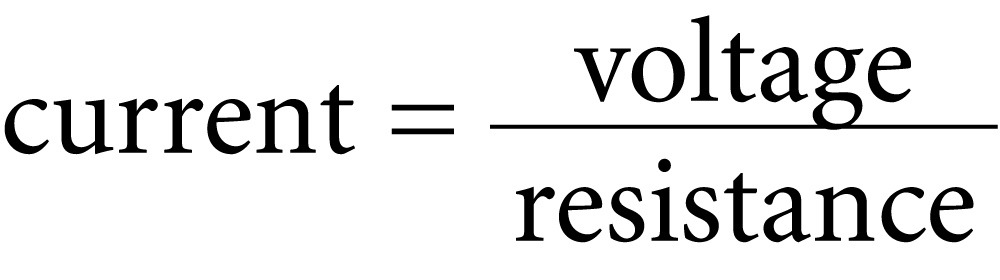 current = voltage
resistance